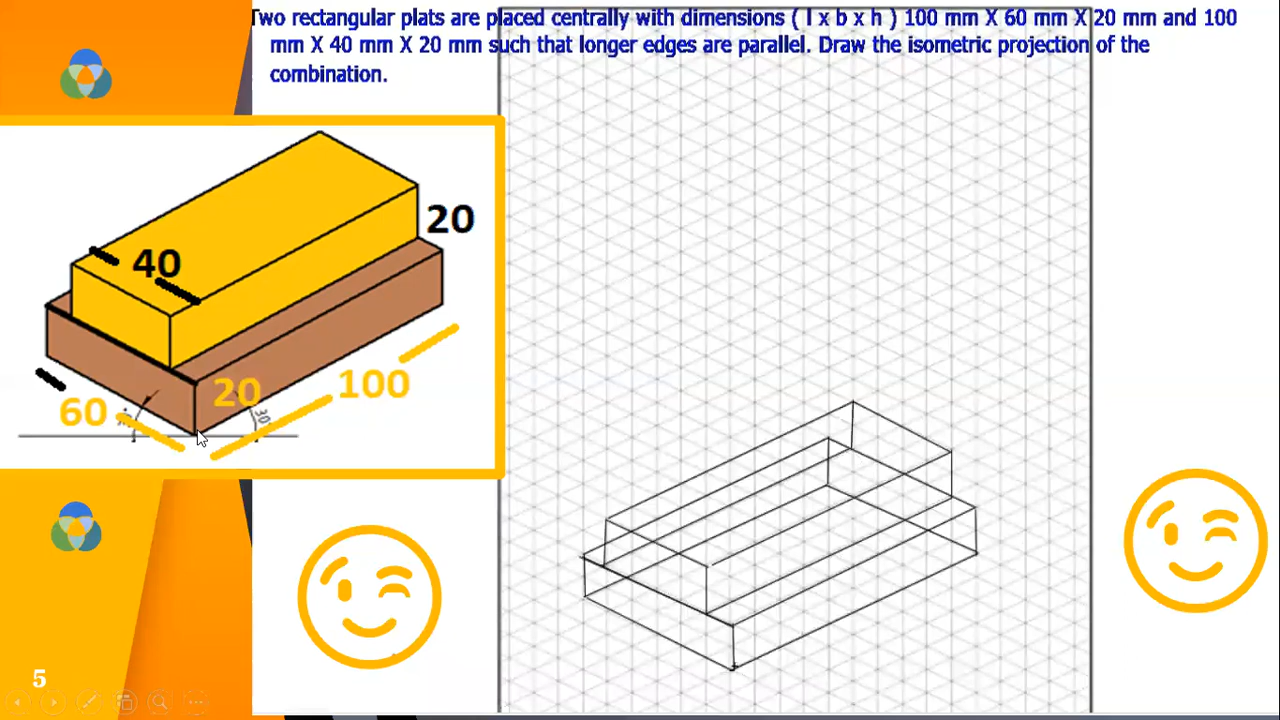 Two rectangular plats are placed centrally with dimensions ( l x b x h ) 100 mm X 60 mm X 20 mm and 100
mm X 40 mm X 20 mm such that longer edges are parallel. Draw the isometric projection of the
combination.
20
40
100
20
60
30
5